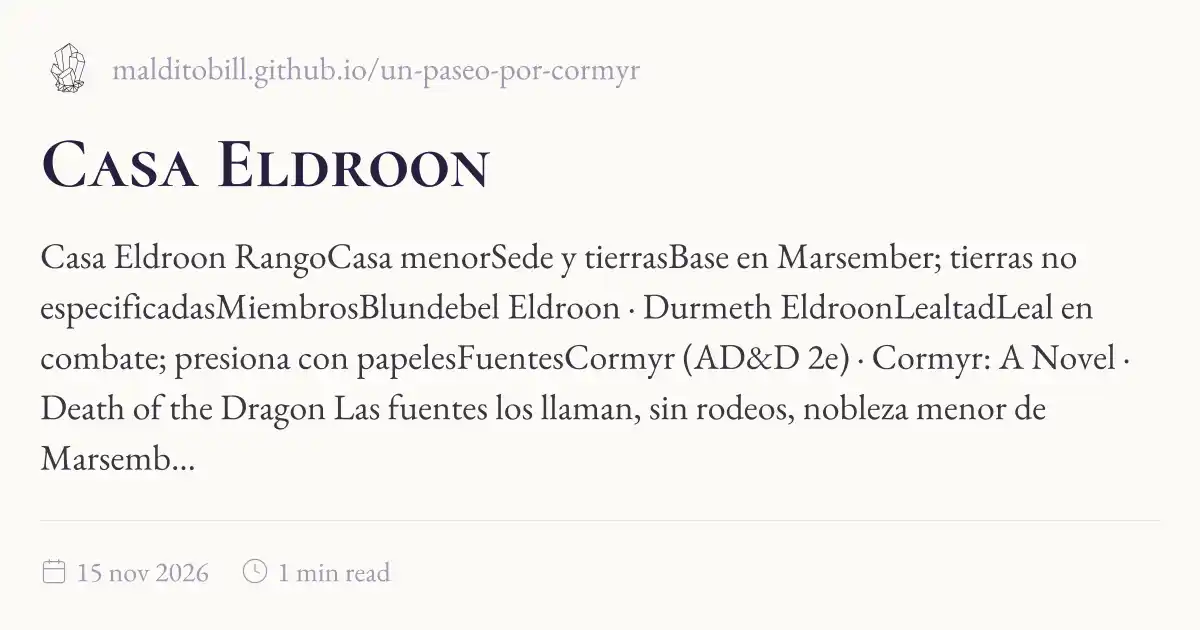 malditobill.github.io/un-paseo-por-cormyr
Casa Eldroon
Casa Eldroon RangoCasa menorSede y tierrasBase en Marsember; tierras no
especificadasMiembrosBlundebel Eldroon · Durmeth EldroonLealtadLeal en
combate; presiona con papelesFuentesCormyr (AD&D 2e) · Cormyr: A Novel ·
Death of the Dragon Las fuentes los llaman, sin rodeos, nobleza menor de
Marsemb...
15 nov 2026
1 min read